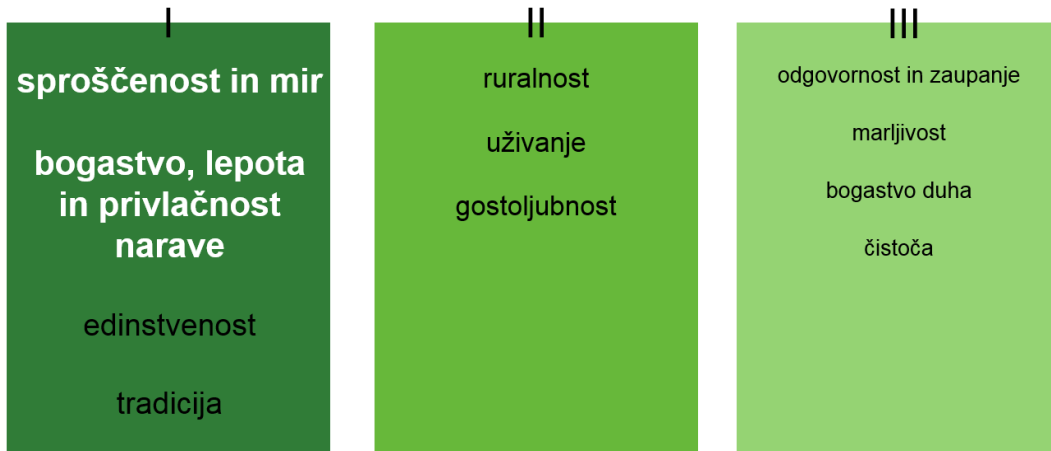 I
sproščenost in mir
bogastvo, lepota
in privlačnost
narave
edinstvenost
tradicija
II
ruralnost
uživanje
gostoljubnost
III
odgovornost in zaupanje
marljivost
bogastvo duha
čistoča